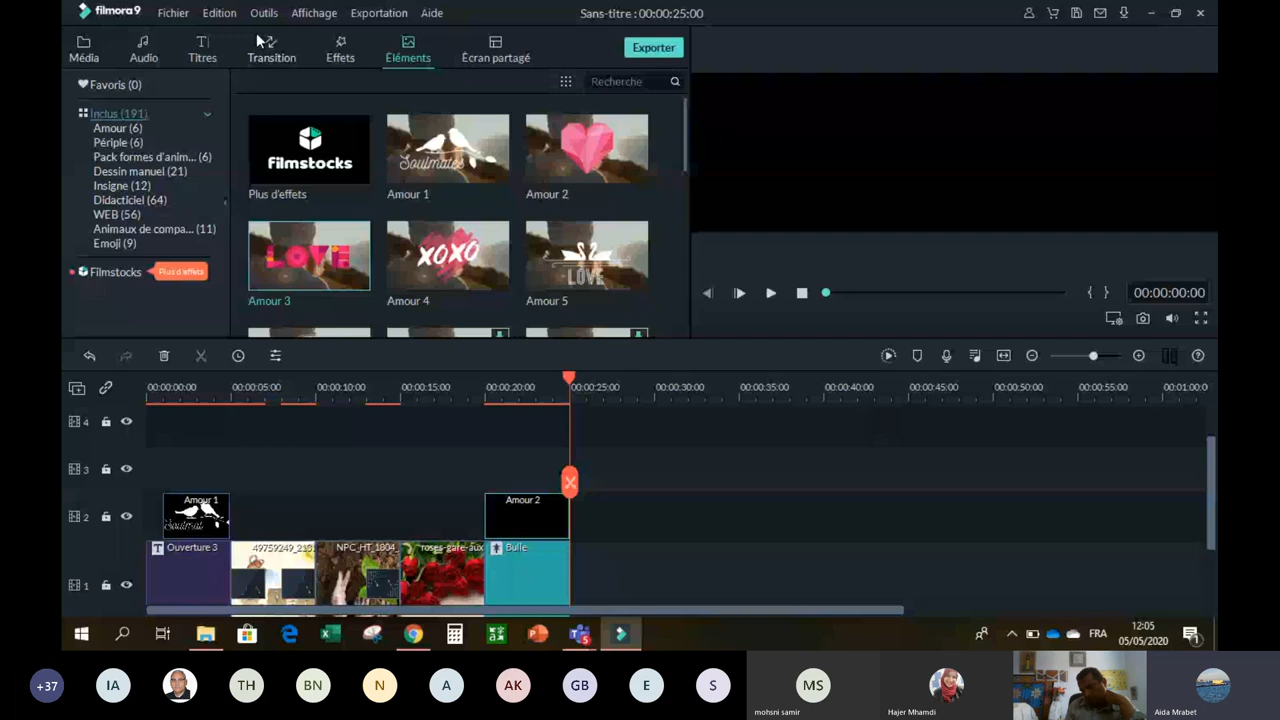 filmora 9
Fichier Edition Outils Affichage Exportation Aide
Sans-titre : 00:00:25:00
Média Audio Titres Transition Effets Éléments Écran partagé
Exporter
Favoris (0)
Recherche
Inclus (191)
Amour (6)
Périple (6)
Pack formes d'anim... (6)
Dessin manuel (21)
Insigne (12)
Didacticiel (64)
WEB (56)
Animaux de compa... (11)
Emoji (9)
Filmstocks Plus d'effets
filmstocks
Soulmates
Plus d'effets Amour 1 Amour 2
LOVE
XOXO
LOVE
Amour 3 Amour 4 Amour 5
{ } 00:00:00:00
00:00:00:00 00:00:05:00 00:00:10:00 00:00:15:00 00:00:20:00 00:00:25:00 00:00:30:00 00:00:35:00 00:00:40:00 00:00:45:00 00:00:50:00 00:00:55:00 00:01:00:0
4
3
2
Amour 1
Amour 2
1
Ouverture 3
NPC_HT_1804
roses-gare-aux
Bulle
FRA
12:05
05/05/2020
5
1
+37 IA TH BN N A AK GB E S MS
mohsni samir
Hajer Mhamdi
Aida Mrabet